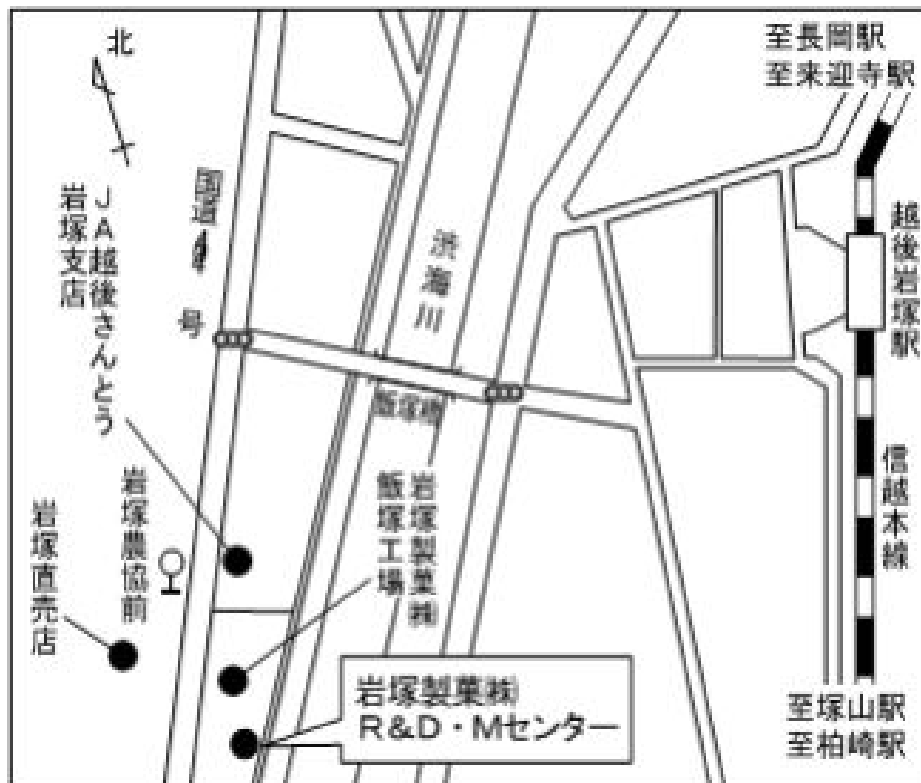 北
至長岡駅
至来迎寺駅
国道
号
JA越後さんとう
岩塚支店
渋海川
越後岩塚駅
飯塚橋
信越本線
岩塚製菓㈱
飯塚工場
岩塚農協前
岩塚直売店
岩塚製菓㈱
R&D・Mセンター
至塚山駅
至柏崎駅